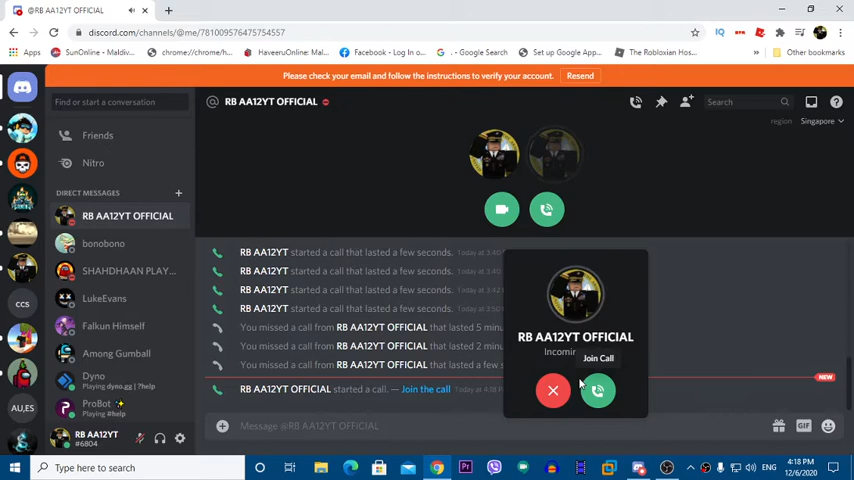 @RB AA12YT OFFICIAL
discord.com/channels/@me/781009576475754557
Apps
SunOnline - Maldiv...
chrome://chrome/h...
HaveeruOnline: Mal...
Facebook - Log In o...
. - Google Search
Set up Google App...
The Robloxian Hos...
Other bookmarks
Please check your email and follow the instructions to verify your account.
Resend
Find or start a conversation
@ RB AA12YT OFFICIAL
Search
region
Singapore
Friends
Nitro
DIRECT MESSAGES
RB AA12YT OFFICIAL
bonobono
SHAHDHAAN PLAY...
LukeEvans
Falkun Himself
Among Gumball
Dyno
Playing dyno.gg | ?help
ProBot
Playing #help
CCS
AU,ES
RB AA12YT started a call that lasted a few seconds. Today at 3:40
RB AA12YT started a call that lasted a few seconds. Today at 3:40
RB AA12YT started a call that lasted a few seconds. Today at 3:42
RB AA12YT started a call that lasted a few seconds. Today at 3:50
You missed a call from RB AA12YT OFFICIAL that lasted 5 minu
You missed a call from RB AA12YT OFFICIAL that lasted 2 minu
You missed a call from RB AA12YT OFFICIAL that lasted a few s
NEW
RB AA12YT OFFICIAL started a call. — Join the call Today at 4:18 P
RB AA12YT OFFICIAL
Incomin
Join Call
Message @RB AA12YT OFFICIAL
GIF
RB AA12YT
#6804
Type here to search
ENG
4:18 PM
12/6/2020